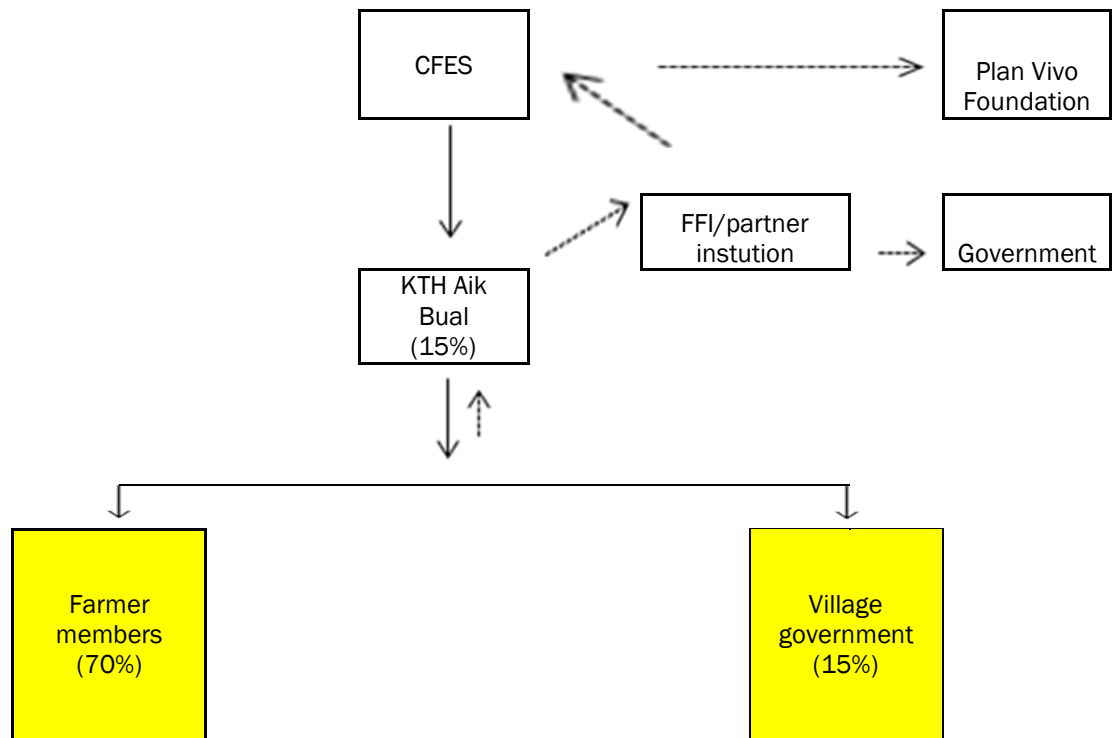 CFES
Plan Vivo
Foundation
FFI/partner
instution
Government
KTH Aik
Bual
(15%)
Farmer
members
(70%)
Village
government
(15%)